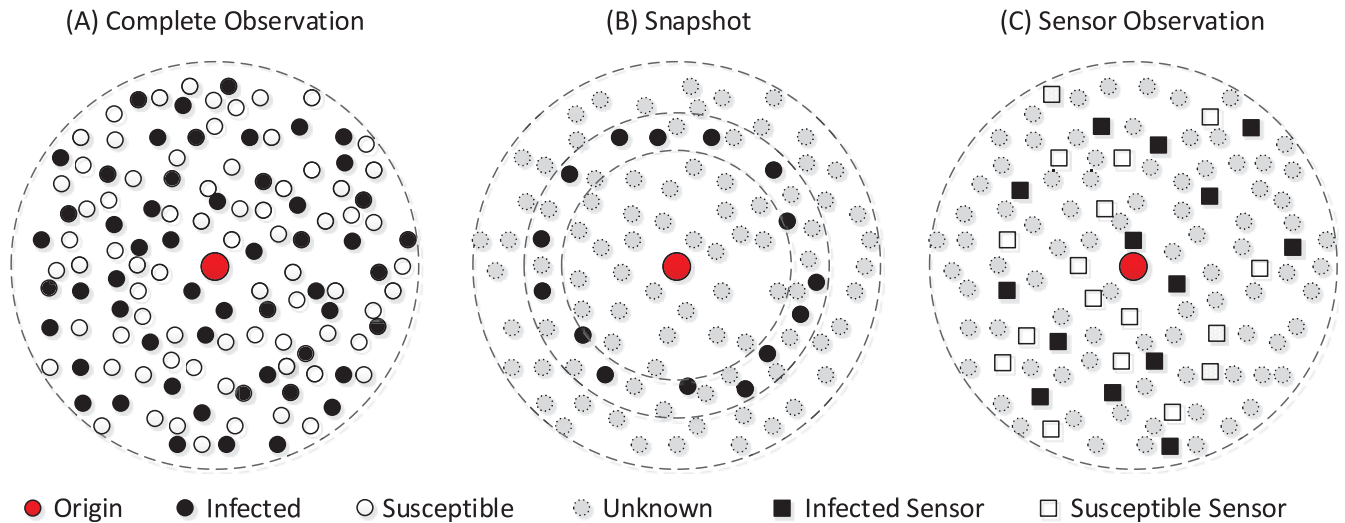 (A) Complete Observation
(B) Snapshot
(C) Sensor Observation
Origin
Infected
Susceptible
Unknown
Infected Sensor
Susceptible Sensor